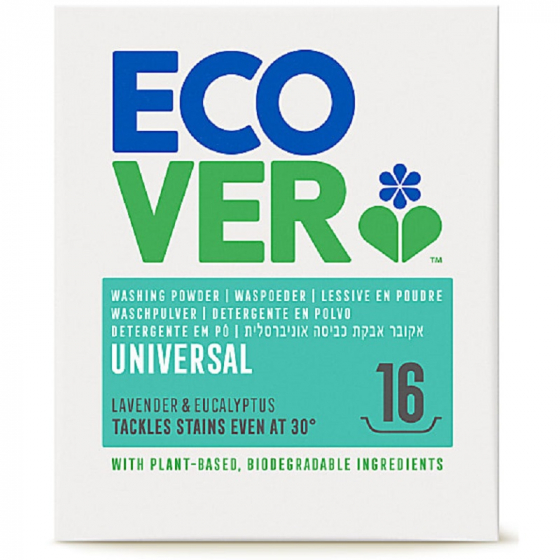 ECO
VER
™
WASHING POWDER | WASPOEDER | LESSIVE EN POUDRE
WASCHPULVER | DETERGENTE EN POLVO
DETERGENTE EM PÓ | אקובר אבקת כביסה אוניברסלית
UNIVERSAL
16
LAVENDER & EUCALYPTUS
TACKLES STAINS EVEN AT 30°
WITH PLANT-BASED, BIODEGRADABLE INGREDIENTS